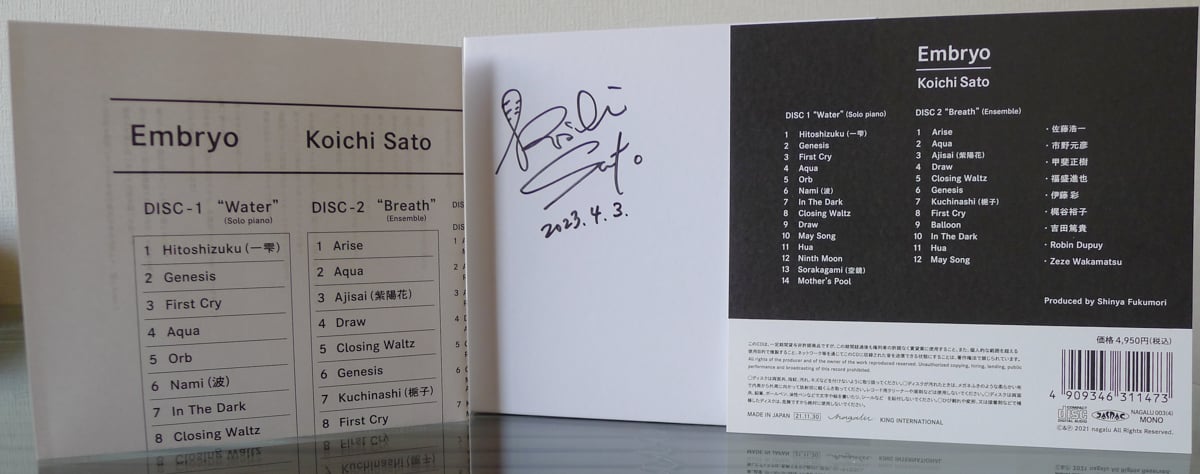 Embryo
Koichi Sato
DISC-1 “Water”
(Solo piano)
1 Hitoshizuku (一雫)
2 Genesis
3 First Cry
4 Aqua
5 Orb
6 Nami (波)
7 In The Dark
8 Closing Waltz
DISC-2 “Breath”
(Ensemble)
1 Arise
2 Aqua
3 Ajisai (紫陽花)
4 Draw
5 Closing Waltz
6 Genesis
7 Kuchinashi (梔子)
8 First Cry
Koichi
Sato.
2023.4.3.
Embryo
Koichi Sato
DISC 1 “Water” (Solo piano)
1 Hitoshizuku (一雫)
2 Genesis
3 First Cry
4 Aqua
5 Orb
6 Nami (波)
7 In The Dark
8 Closing Waltz
9 Draw
10 May Song
11 Hua
12 Ninth Moon
13 Sorakagami (空鏡)
14 Mother's Pool
DISC 2 “Breath” (Ensemble)
1 Arise
2 Aqua
3 Ajisai (紫陽花)
4 Draw
5 Closing Waltz
6 Genesis
7 Kuchinashi (梔子)
8 First Cry
9 Balloon
10 In The Dark
11 Hua
12 May Song
・佐藤浩一
・市野元彦
・甲斐正樹
・福盛進也
・伊藤 彩
・梶谷裕子
・吉田篤貴
・Robin Dupuy
・Zeze Wakamatsu
Produced by Shinya Fukumori
価格 4,950円(税込)
All rights of the producer and of the owner of the work reproduced reserved. Unauthorized copying, hiring, lending, public
performance and broadcasting of this record prohibited.
MADE IN JAPAN 21.11.30 nagalu KING INTERNATIONAL
4 909346 311473
COMPACT
disc
DIGITAL AUDIO
JASRAC
NAGALU 003(4)
MONO
©&℗ 2021 nagalu All Rights Reserved.